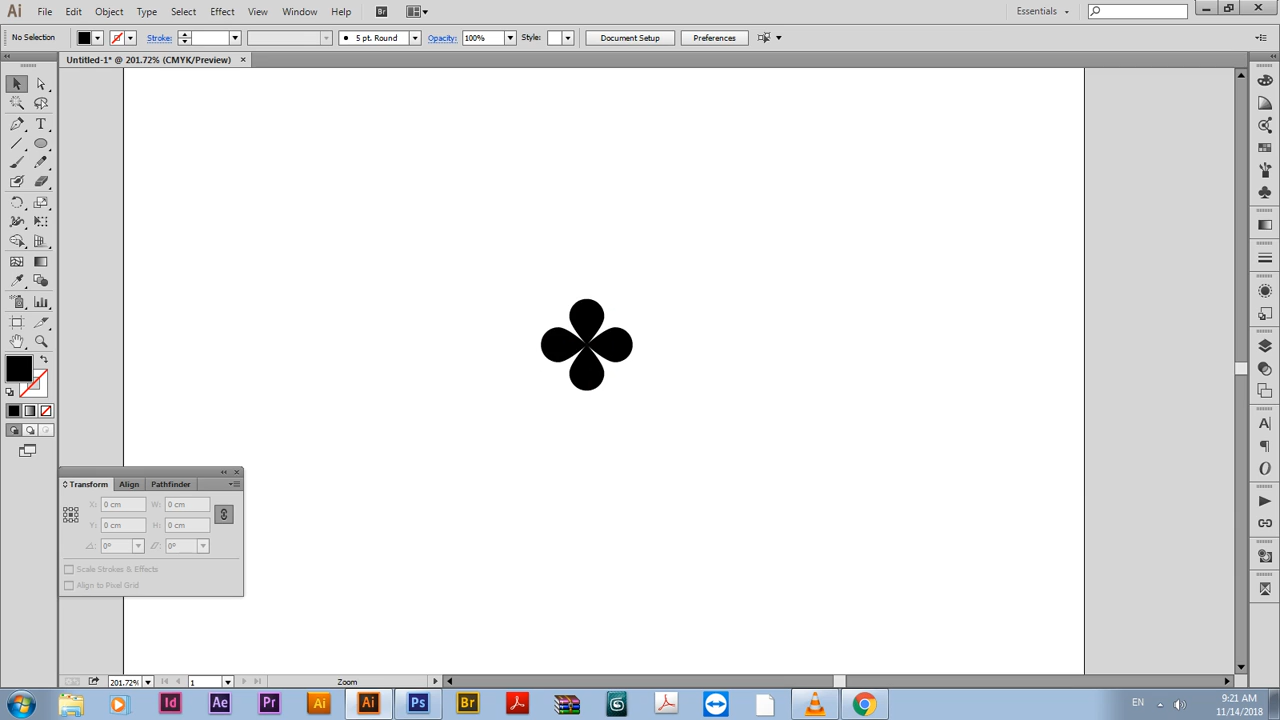 Ai File Edit Object Type Select Effect View Window Help Br Essentials
No Selection Stroke: 5 pt. Round Opacity: 100% Style: Document Setup Preferences
Untitled-1* @ 201.72% (CMYK/Preview)
Transform Align Pathfinder
X: 0 cm W: 0 cm
Y: 0 cm H: 0 cm
0° 0°
Scale Strokes & Effects
Align to Pixel Grid
201.72% 1 Zoom
Id Ae Pr Ai Ai Ps Br EN 9:21 AM
11/14/2018